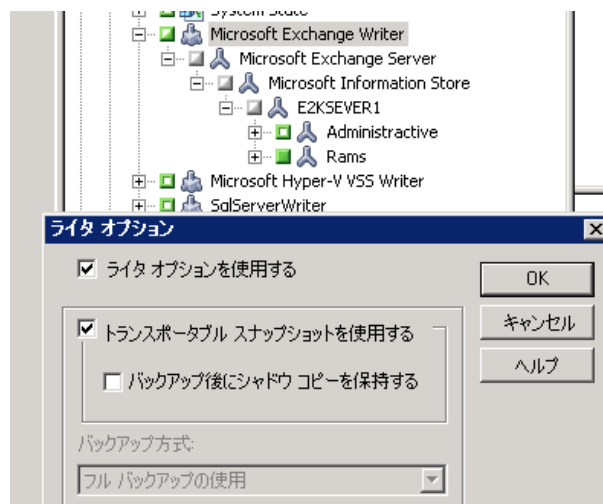 System State
Microsoft Exchange Writer
Microsoft Exchange Server
Microsoft Information Store
E2KSEVER1
Administractive
Rams
Microsoft Hyper-V VSS Writer
SqlServerWriter
ライタ オプション
ライタ オプションを使用する
OK
トランスポータブル スナップショットを使用する
キャンセル
バックアップ後にシャドウ コピーを保持する
ヘルプ
バックアップ方式:
フル バックアップの使用